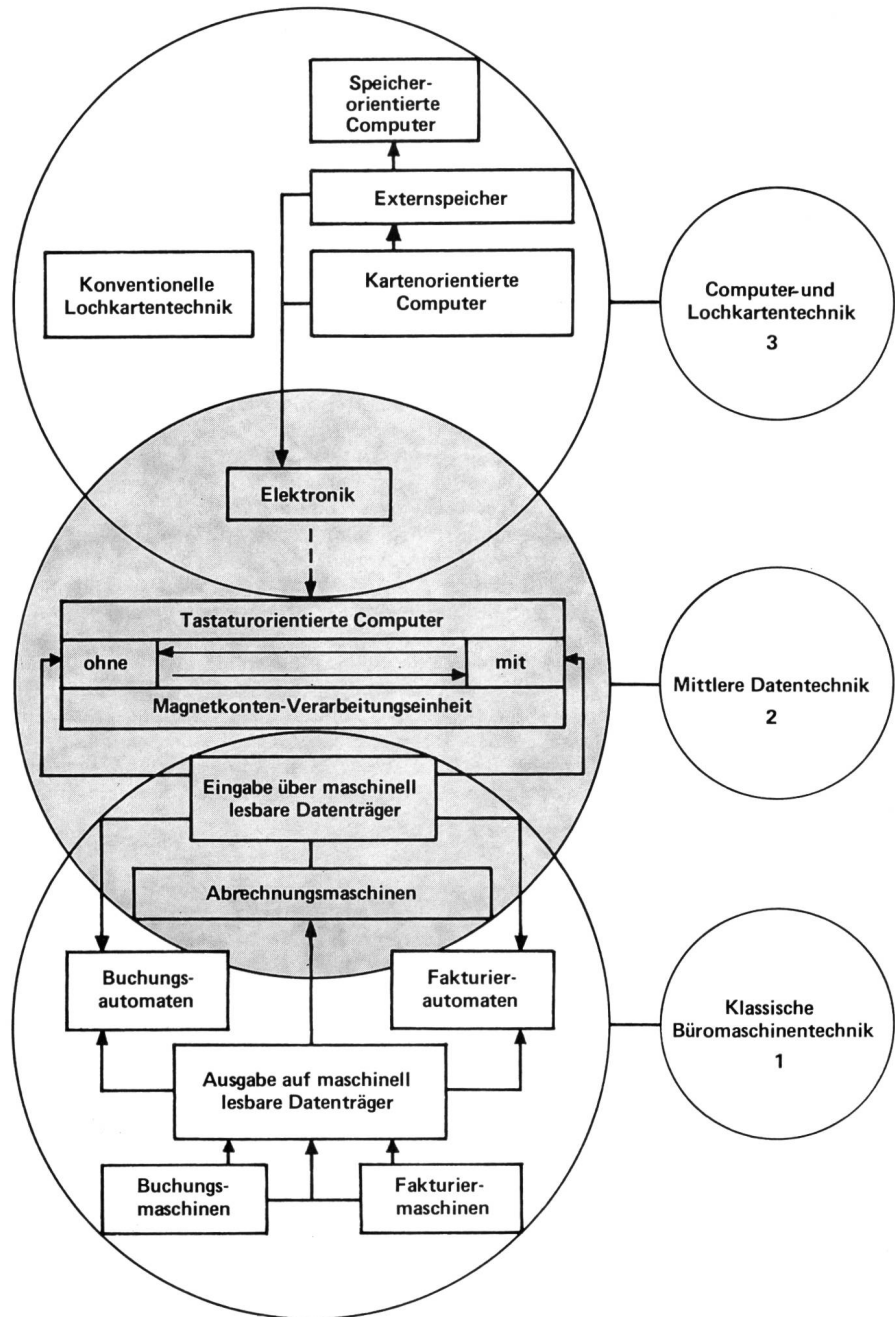 Speicher-
orientierte
Computer
Externspeicher
Konventionelle
Lochkartentechnik
Kartenorientierte
Computer
Computer-und
Lochkartentechnik
3
Elektronik
Tastaturorientierte Computer
ohne
mit
Magnetkonten-Verarbeitungseinheit
Mittlere Datentechnik
2
Eingabe über maschinell
lesbare Datenträger
Abrechnungsmaschinen
Buchungs-
automaten
Fakturier-
automaten
Klassische
Büromaschinentechnik
1
Ausgabe auf maschinell
lesbare Datenträger
Buchungs-
maschinen
Fakturier-
maschinen